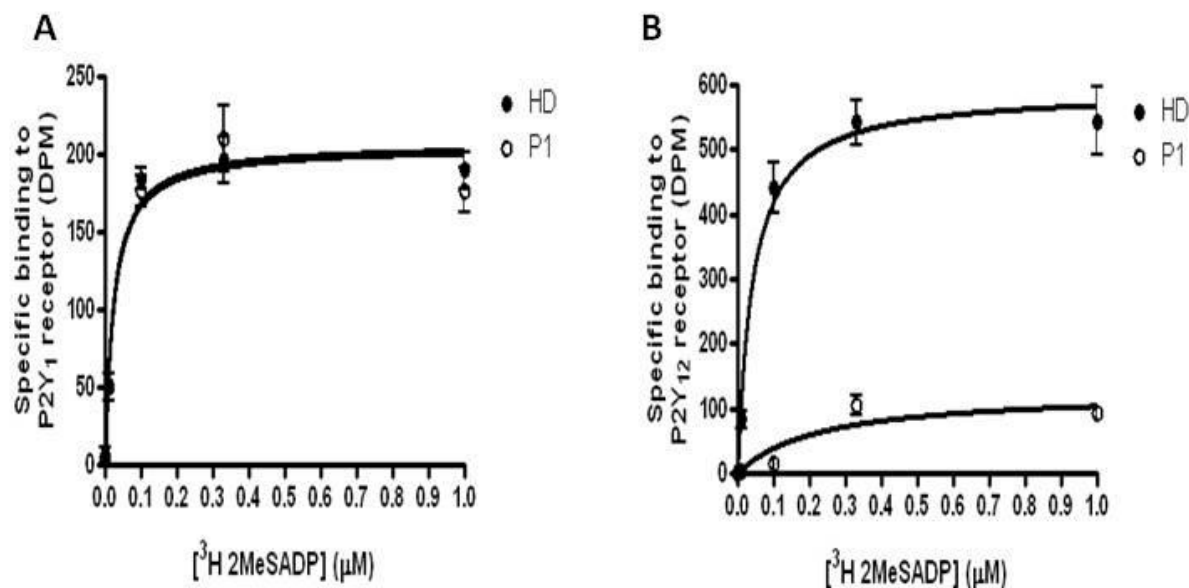 A
Specific binding to
P2Y₁ receptor (DPM)
250
200
150
100
50
0
0.0 0.1 0.2 0.3 0.4 0.5 0.6 0.7 0.8 0.9 1.0
[³H 2MeSADP] (µM)
HD
P1
B
Specific binding to
P2Y₁₂ receptor (DPM)
600
500
400
300
200
100
0
0.0 0.1 0.2 0.3 0.4 0.5 0.6 0.7 0.8 0.9 1.0
[³H 2MeSADP] (µM)
HD
P1